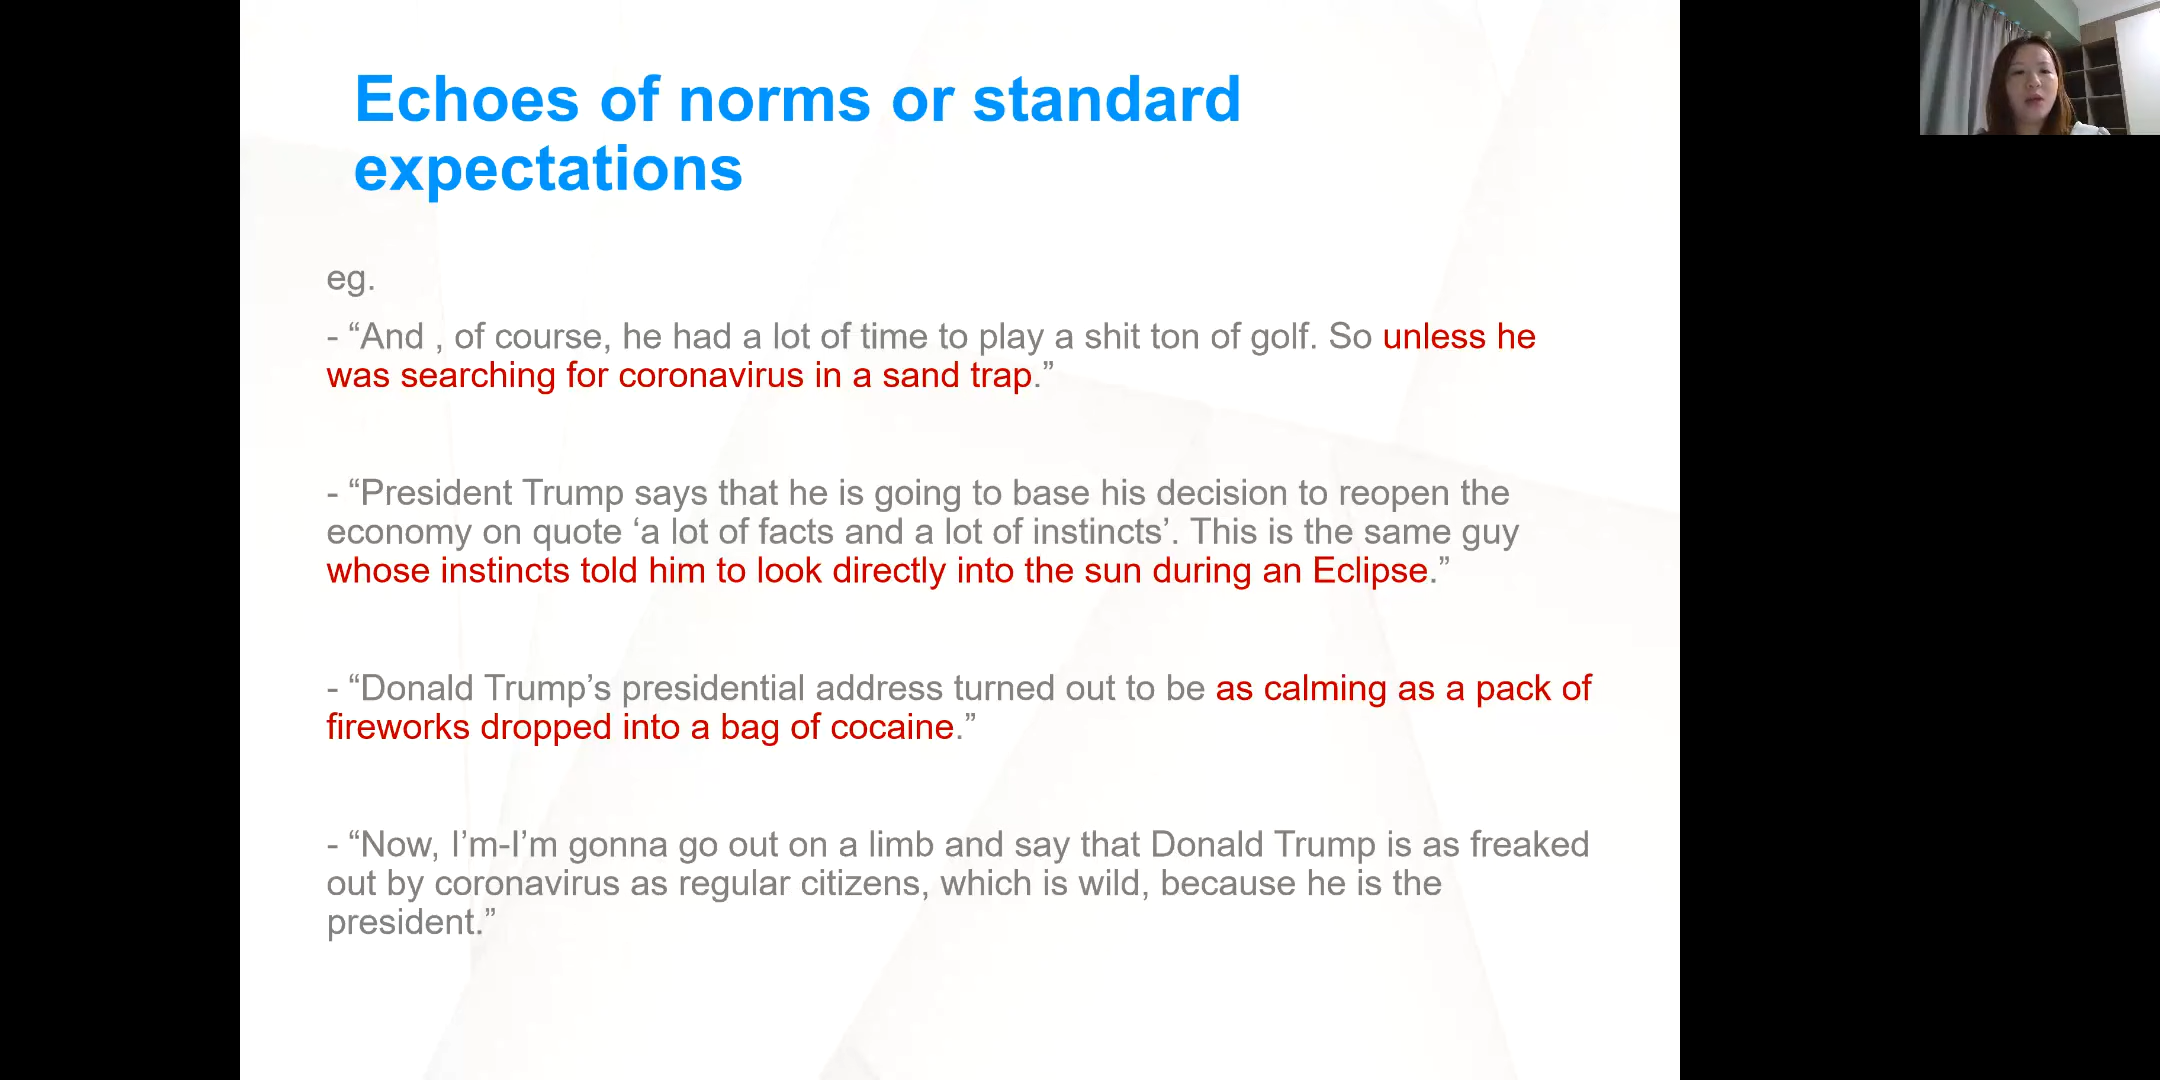 Echoes of norms or standard
expectations
eg.
- “And , of course, he had a lot of time to play a shit ton of golf. So unless he
was searching for coronavirus in a sand trap.”
- “President Trump says that he is going to base his decision to reopen the
economy on quote ‘a lot of facts and a lot of instincts’. This is the same guy
whose instincts told him to look directly into the sun during an Eclipse.”
- “Donald Trump’s presidential address turned out to be as calming as a pack of
fireworks dropped into a bag of cocaine.”
- “Now, I’m-I’m gonna go out on a limb and say that Donald Trump is as freaked
out by coronavirus as regular citizens, which is wild, because he is the
president.”